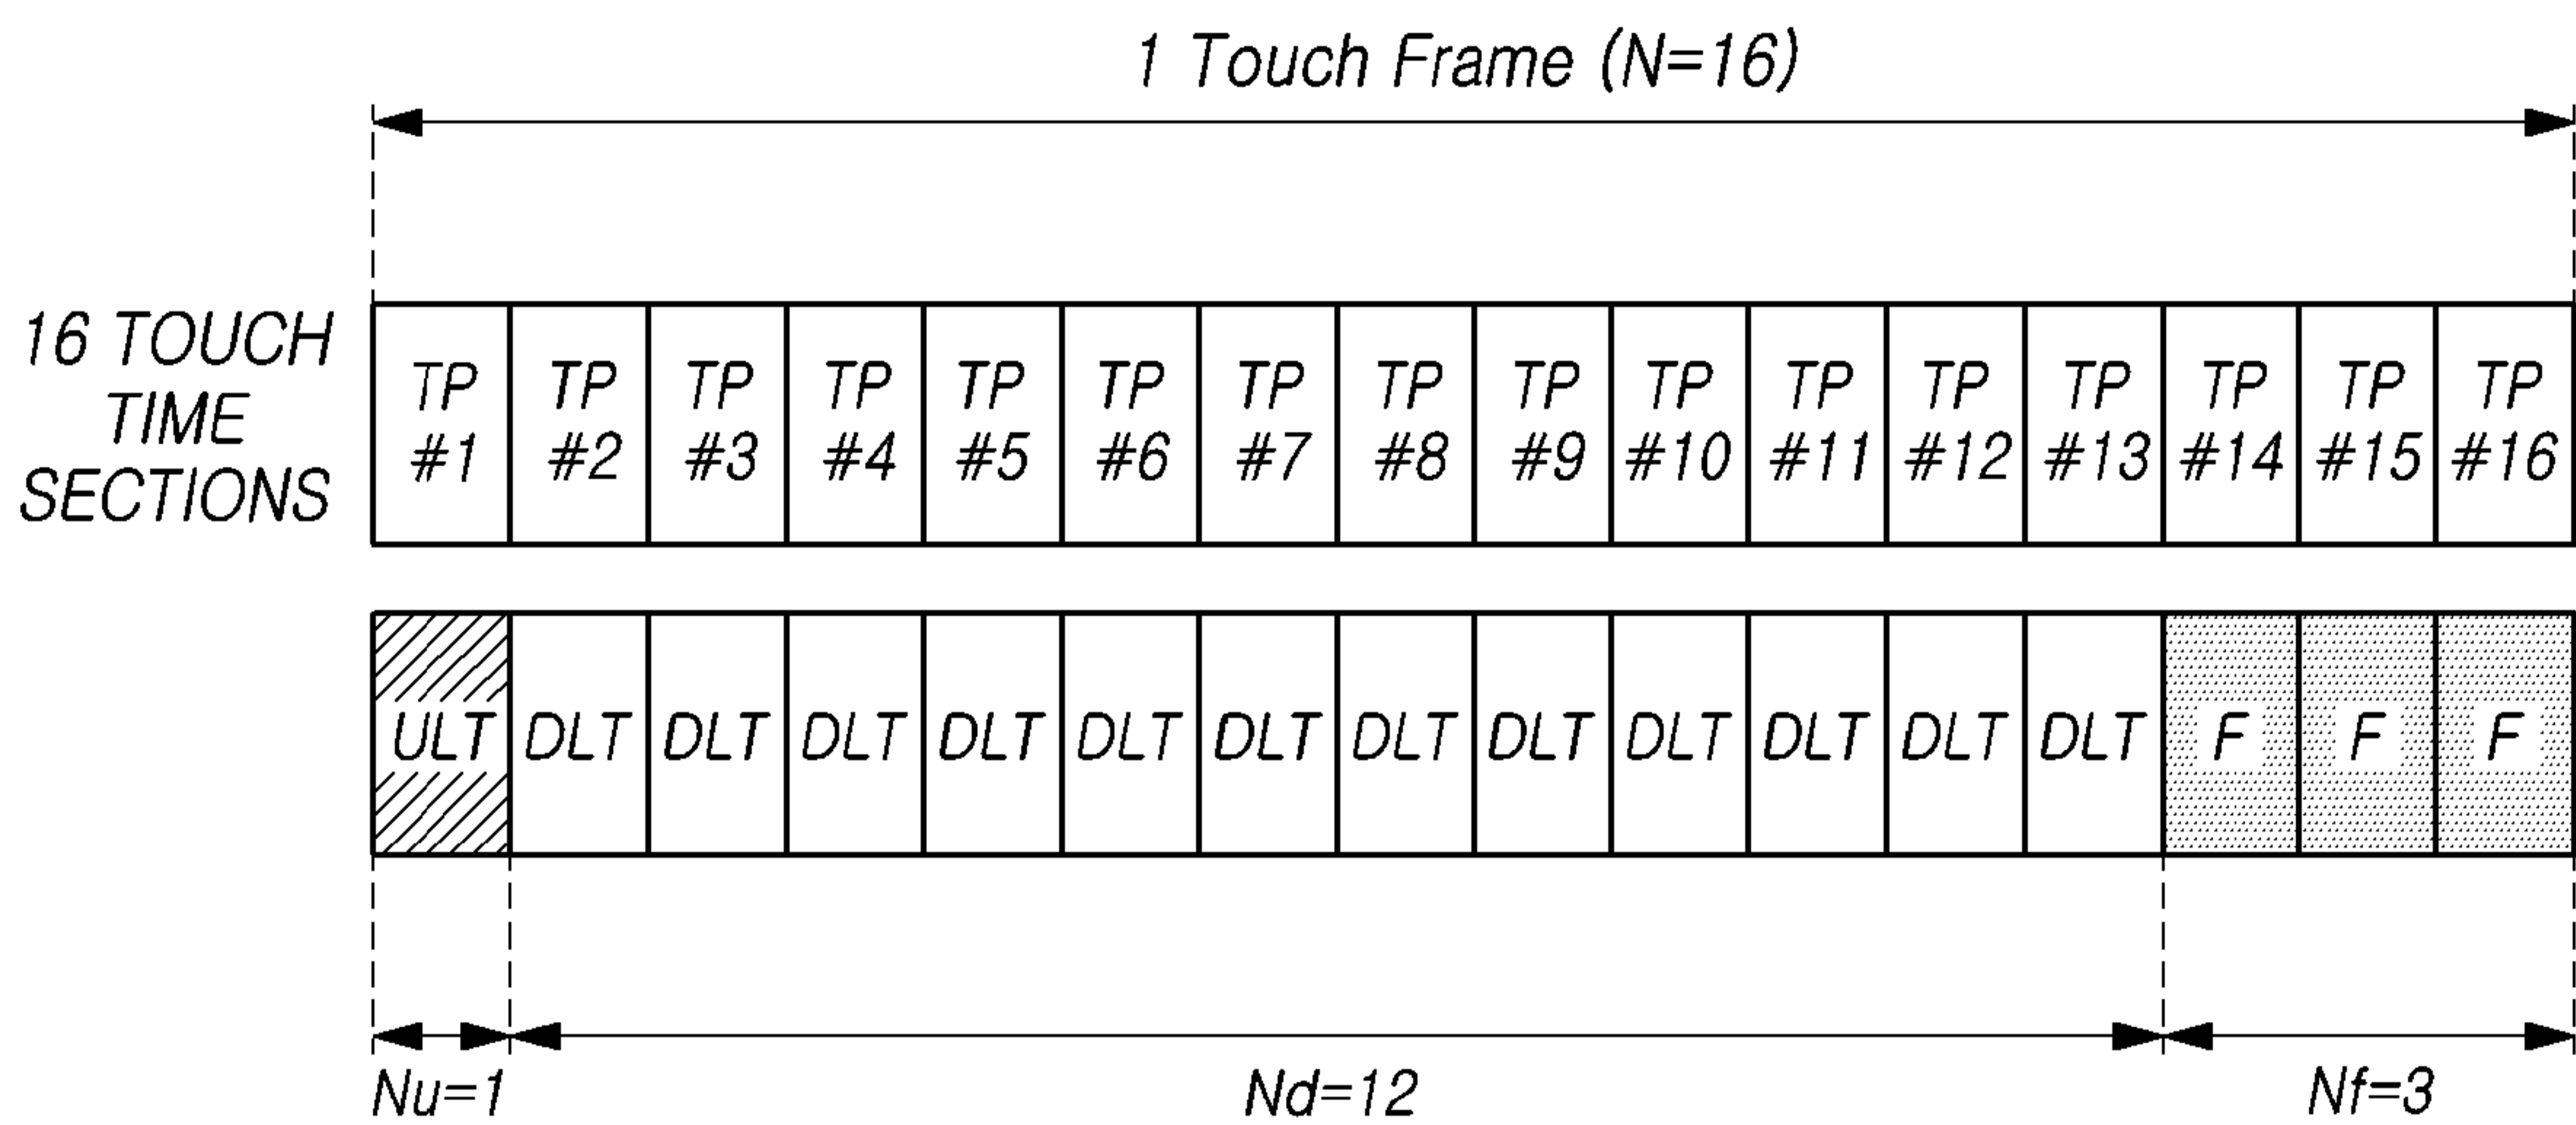 1 Touch Frame (N=16)
16 TOUCH
TIME
SECTIONS
TP #1
TP #2
TP #3
TP #4
TP #5
TP #6
TP #7
TP #8
TP #9
TP #10
TP #11
TP #12
TP #13
TP #14
TP #15
TP #16
ULT DLT DLT DLT DLT DLT DLT DLT DLT DLT DLT DLT DLT F F F
Nu=1 Nd=12 Nf=3